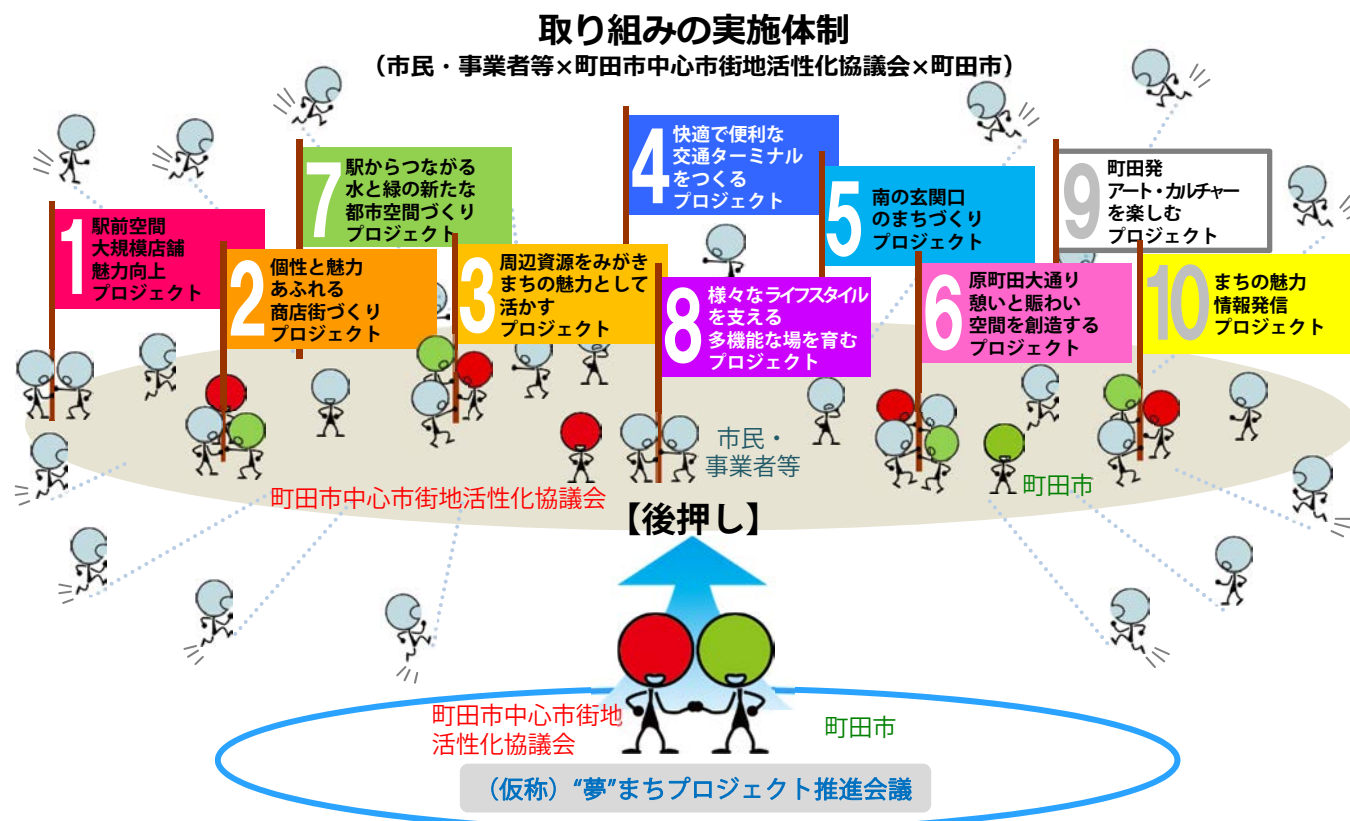 取り組みの実施体制
（市民・事業者等×町田市中心市街地活性化協議会×町田市）
1
駅前空間
大規模店舗
魅力向上
プロジェクト
2
個性と魅力
あふれる
商店街づくり
プロジェクト
7
駅からつながる
水と緑の新たな
都市空間づくり
プロジェクト
3
周辺資源をみがき
まちの魅力として
活かす
プロジェクト
4
快適で便利な
交通ターミナル
をつくる
プロジェクト
8
様々なライフスタイル
を支える
多機能な場を育む
プロジェクト
5
南の玄関口
のまちづくり
プロジェクト
6
原町田大通り
憩いと賑わい
空間を創造する
プロジェクト
9
町田発
アート・カルチャー
を楽しむ
プロジェクト
10
まちの魅力
情報発信
プロジェクト
市民・
事業者等
町田市中心市街地活性化協議会
町田市
【後押し】
町田市中心市街地
活性化協議会
町田市
（仮称）“夢”まちプロジェクト推進会議